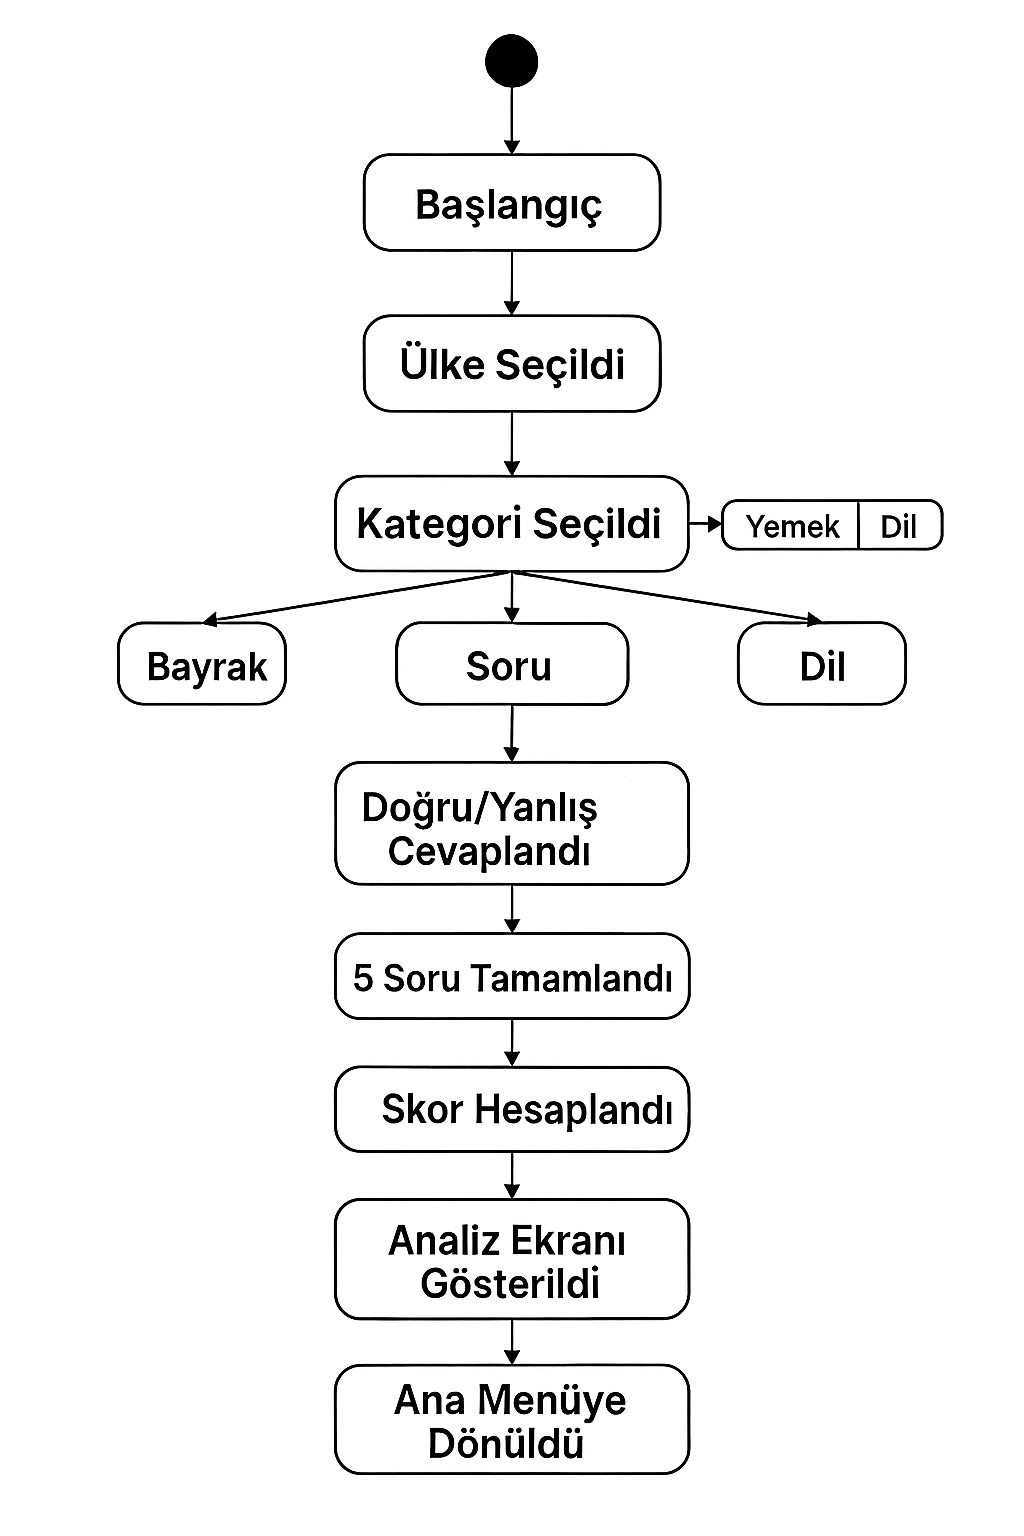 Başlangıç
Ülke Seçildi
Kategori Seçildi
Yemek
Dil
Bayrak
Soru
Dil
Doğru/Yanlış
Cevaplandı
5 Soru Tamamlandı
Skor Hesaplandı
Analiz Ekranı
Gösterildi
Ana Menüye
Dönüldü